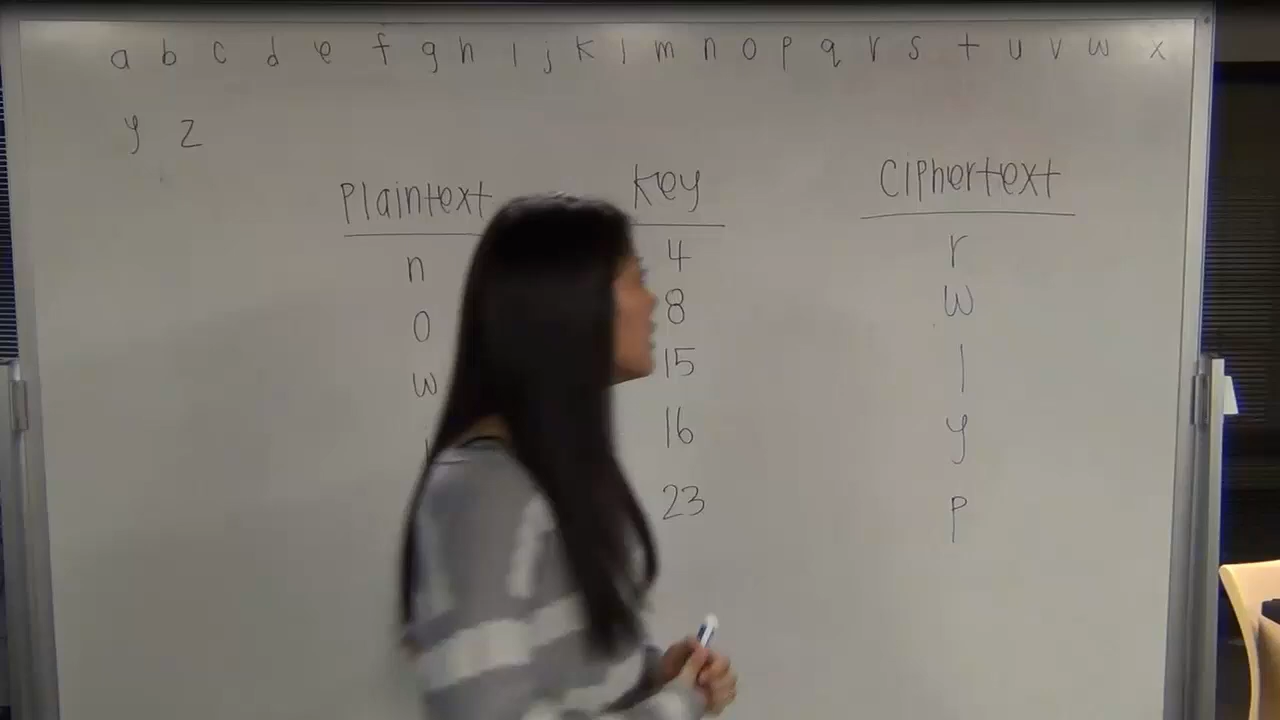 a b c d e f g h i j k l m n o p q r s t u v w x
y z
Plaintext Key Ciphertext
n 4 r
o 8 w
w 15 l
16 y
23 p